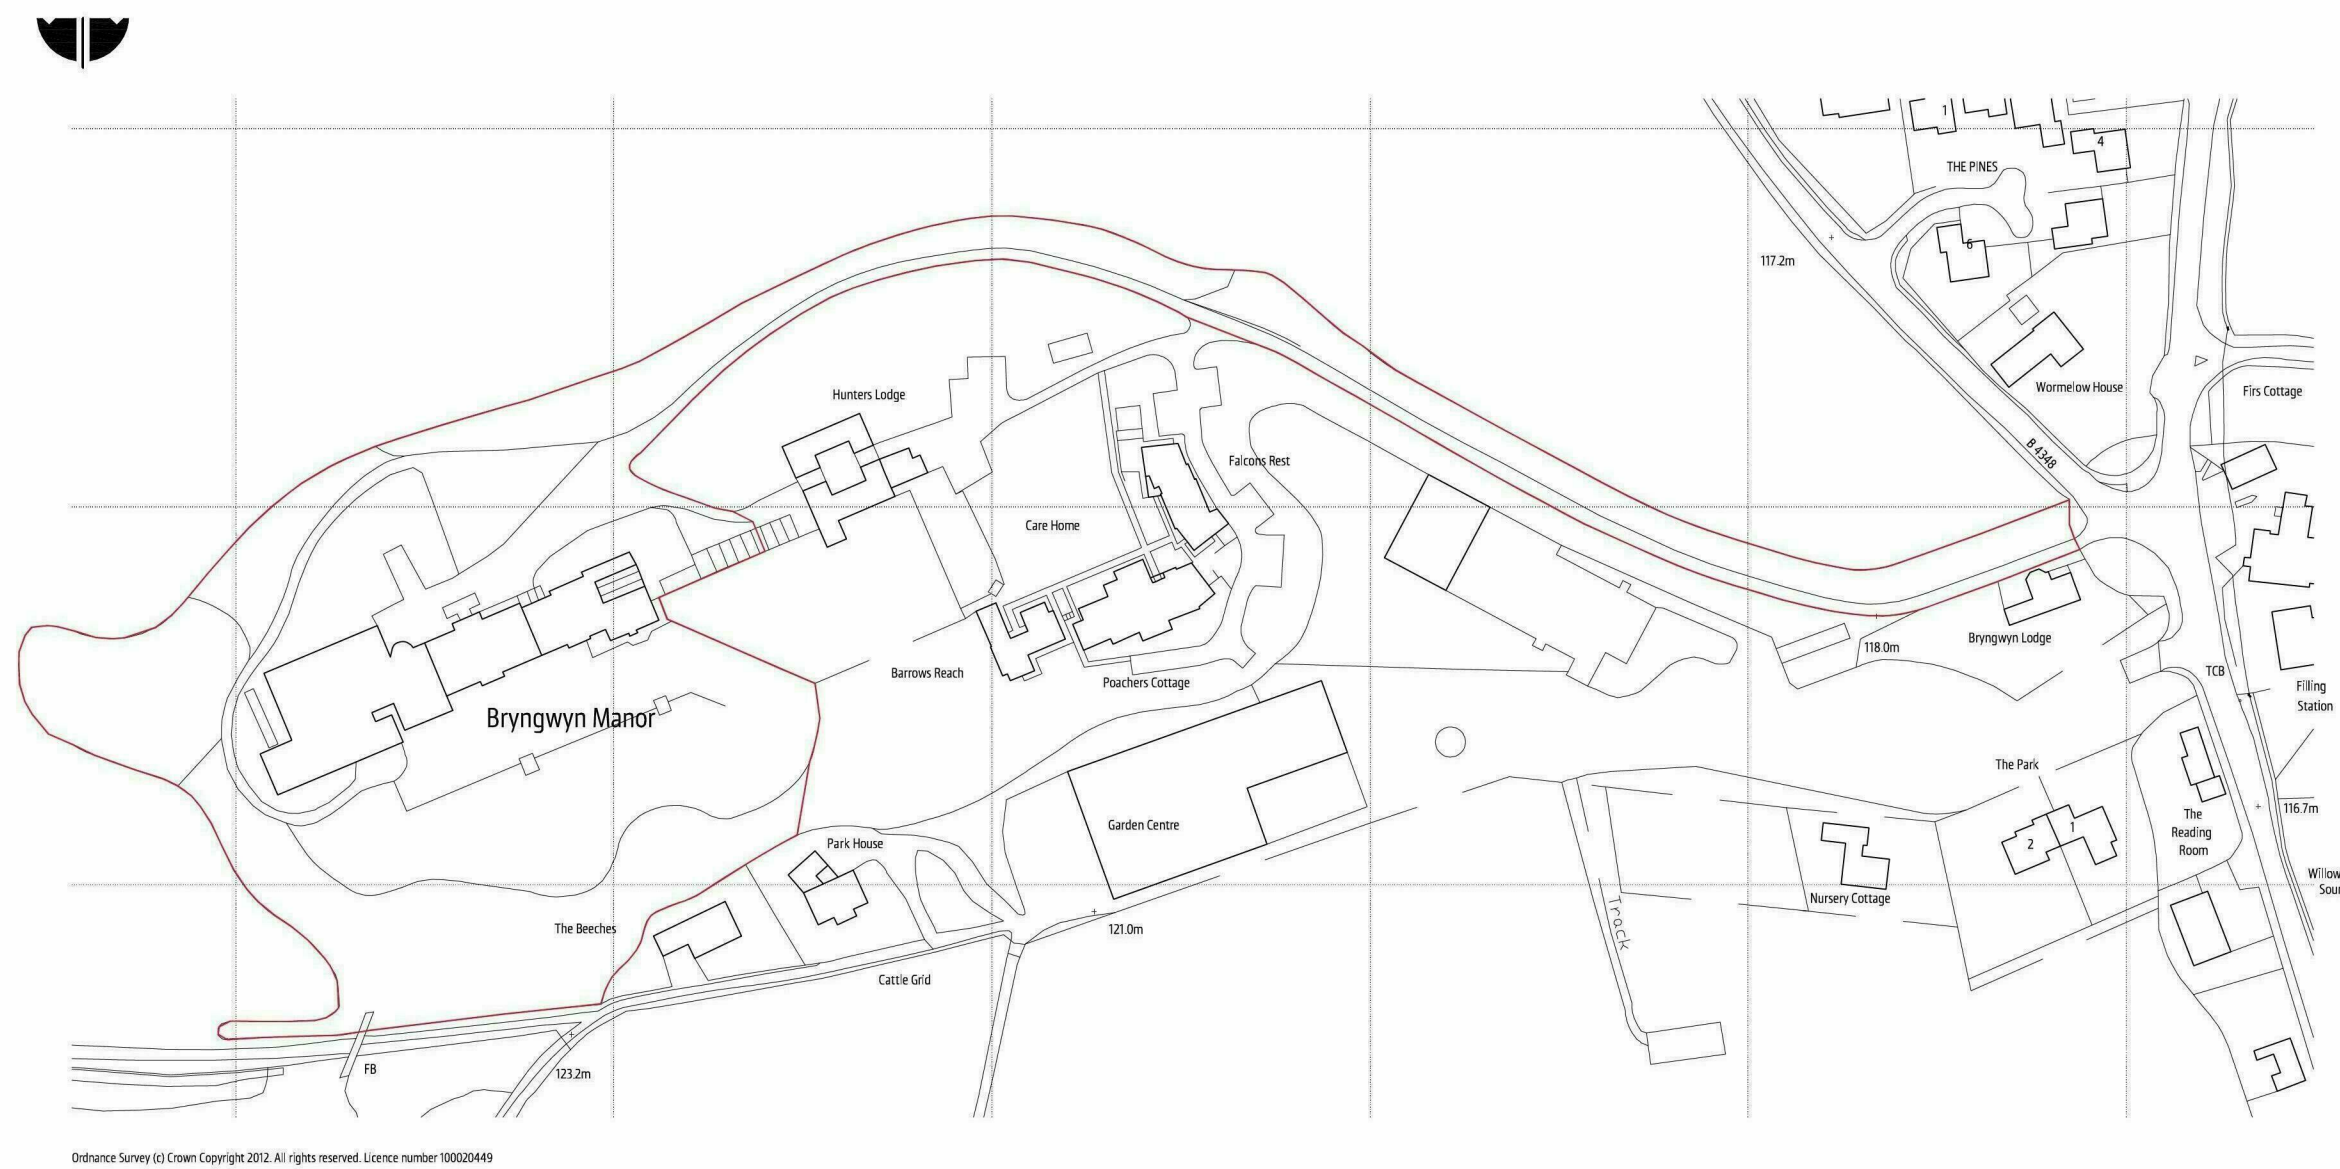 1
4
THE PINES
6
117.2m
Wormelow House
Firs Cottage
Hunters Lodge
B 4348
Falcons Rest
Care Home
Bryngwyn Lodge
118.0m
Barrows Reach
Poachers Cottage
TCB
Filling
Station
Bryngwyn Manor
The Park
116.7m
Garden Centre
The
Reading
Room
1
2
Park House
Nursery Cottage
Willow
Sou
The Beeches
121.0m
Track
Cattle Grid
FB
123.2m
Ordnance Survey (c) Crown Copyright 2012. All rights reserved. Licence number 100020449